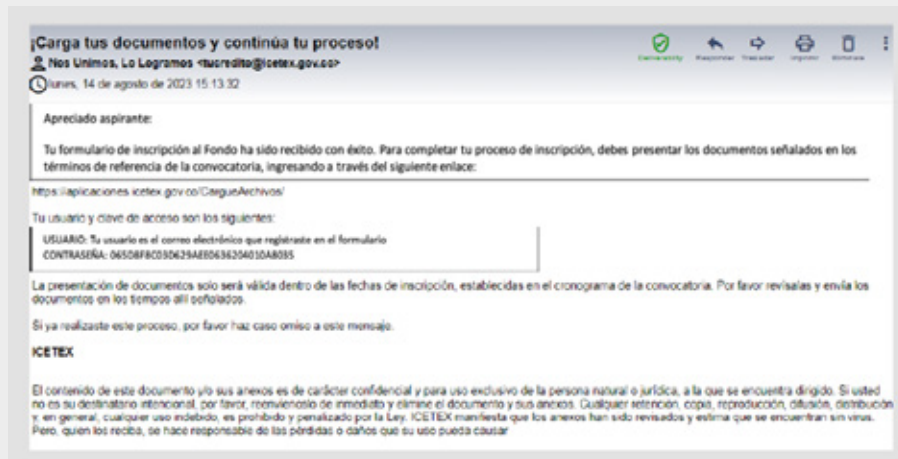 ¡Carga tus documentos y continúa tu proceso!
Nos Unimos, Lo Logramos <tucredito@icetex.gov.co>
Responder Trasladar Imprimir
lunes, 14 de agosto de 2023 15:13:32
Apreciado aspirante:
Tu formulario de inscripción al Fondo ha sido recibido con éxito. Para completar tu proceso de inscripción, debes presentar los documentos señalados en los
términos de referencia de la convocatoria, ingresando a través del siguiente enlace:
https://aplicaciones.icetex.gov.co/CargueArchivos/
Tu usuario y clave de acceso son los siguientes:
USUARIO: Tu usuario es el correo electrónico que registraste en el formulario
CONTRASEÑA:
La presentación de documentos solo será válida dentro de las fechas de inscripción, establecidas en el cronograma de la convocatoria. Por favor revísalas y envía los
documentos en los tiempos allí señalados.
Si ya realizaste este proceso, por favor haz caso omiso a este mensaje.
ICETEX
El contenido de este documento y/o sus anexos es de carácter confidencial y para uso exclusivo de la persona natural o jurídica, a la que se encuentra dirigido. Si usted
no es su destinatario intencional, por favor, reenvíenoslo de inmediato y elimine el documento y sus anexos. Cualquier retención, copia, reproducción, difusión, distribución
y, en general, cualquier uso indebido, es prohibido y penalizado por la Ley. ICETEX manifiesta que los anexos han sido revisados y estima que se encuentran sin virus.
Pero, quien los reciba, se hace responsable de las pérdidas o daños que su uso pueda causar